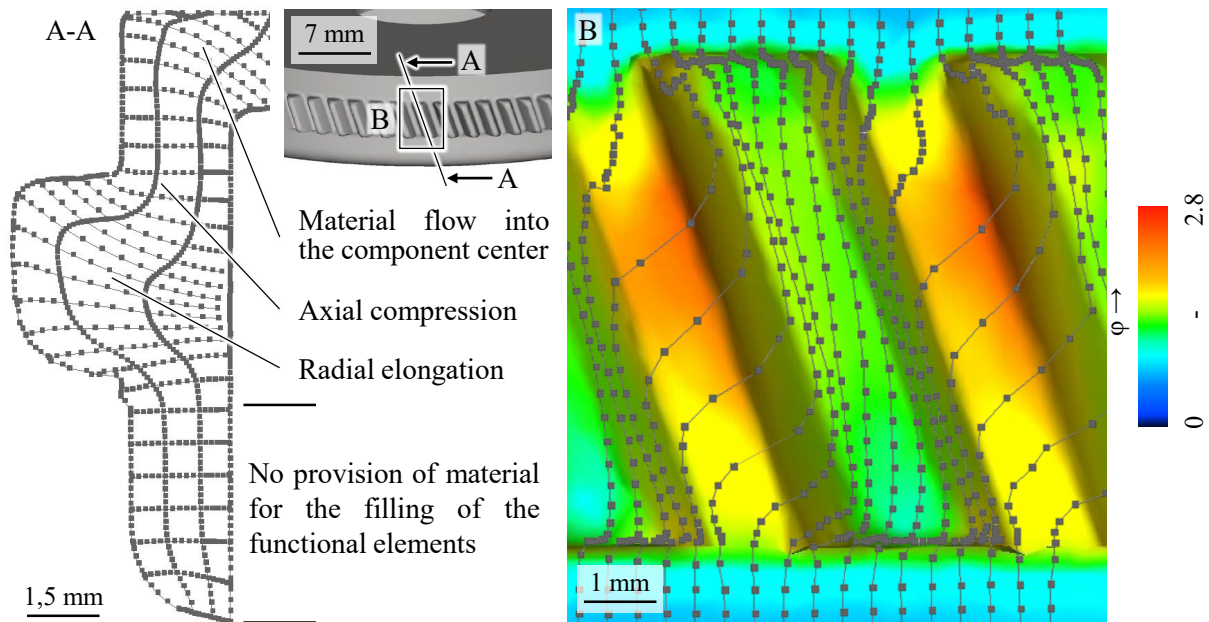 A-A
7 mm
A
B
A
Material flow into
the component center
Axial compression
Radial elongation
No provision of material
for the filling of the
functional elements
1,5 mm
B
1 mm
2.8
-
0
φ →